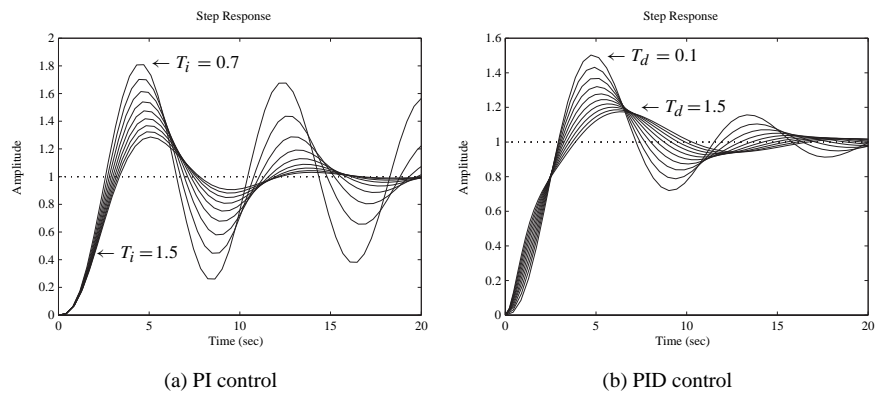 Step Response
2
1.8
1.6
1.4
1.2
1
0.8
0.6
0.4
0.2
0
Amplitude
← T_i = 0.7
← T_i = 1.5
0 5 10 15 20
Time (sec)
(a) PI control
Step Response
1.6
1.4
1.2
1
0.8
0.6
0.4
0.2
0
Amplitude
← T_d = 0.1
← T_d = 1.5
0 5 10 15 20
Time (sec)
(b) PID control